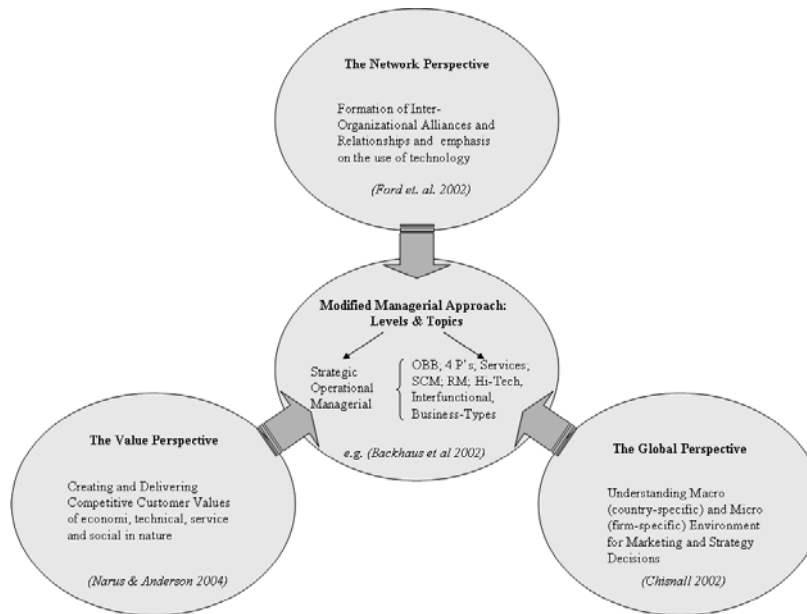 The Network Perspective
Formation of Inter-
Organizational Alliances and
Relationships and emphasis
on the use of technology
(Ford et. al. 2002)
Modified Managerial Approach:
Levels & Topics
Strategic
Operational
Managerial
OBB; 4 P's, Services;
SCM; RM; Hi-Tech,
Interfunctional,
Business-Types
e.g. (Backhaus et al 2002)
The Value Perspective
Creating and Delivering
Competitive Customer Values
of economi, technical, service
and social in nature
(Narus & Anderson 2004)
The Global Perspective
Understanding Macro
(country-specific) and Micro
(firm-specific) Environment
for Marketing and Strategy
Decisions
(Chisnall 2002)